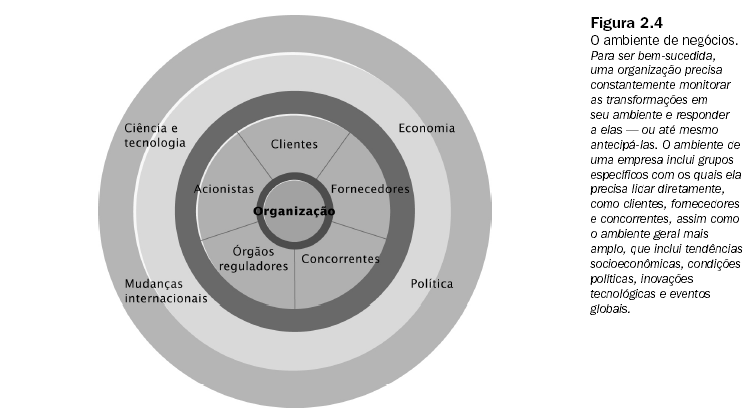 Ciência e
tecnologia
Economia
Clientes
Acionistas
Fornecedores
Organização
Órgãos
reguladores
Concorrentes
Mudanças
internacionais
Política
Figura 2.4
O ambiente de negócios.
Para ser bem-sucedida,
uma organização precisa
constantemente monitorar
as transformações em
seu ambiente e responder
a elas — ou até mesmo
antecipá-las. O ambiente de
uma empresa inclui grupos
específicos com os quais ela
precisa lidar diretamente,
como clientes, fornecedores
e concorrentes, assim como
o ambiente geral mais
amplo, que inclui tendências
socioeconômicas, condições
políticas, inovações
tecnológicas e eventos
globais.